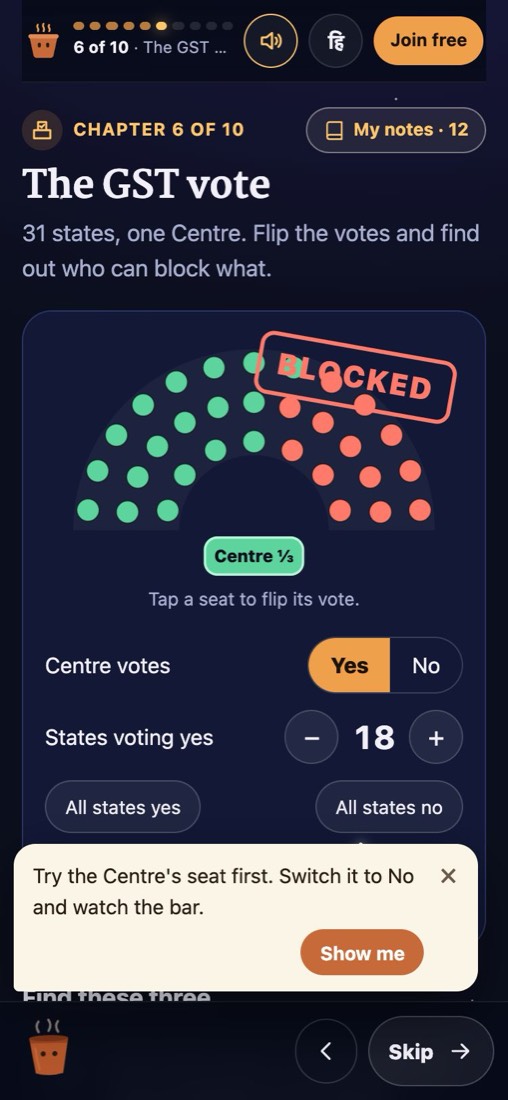 6 of 10 · The GST ...
हि
Join free
CHAPTER 6 OF 10
My notes · 12
The GST vote
31 states, one Centre. Flip the votes and find
out who can block what.
BLOCKED
Centre ⅓
Tap a seat to flip its vote.
Centre votes
Yes
No
States voting yes
− 18 +
All states yes
All states no
Try the Centre's seat first. Switch it to No
and watch the bar.
Show me
Find these three
Skip